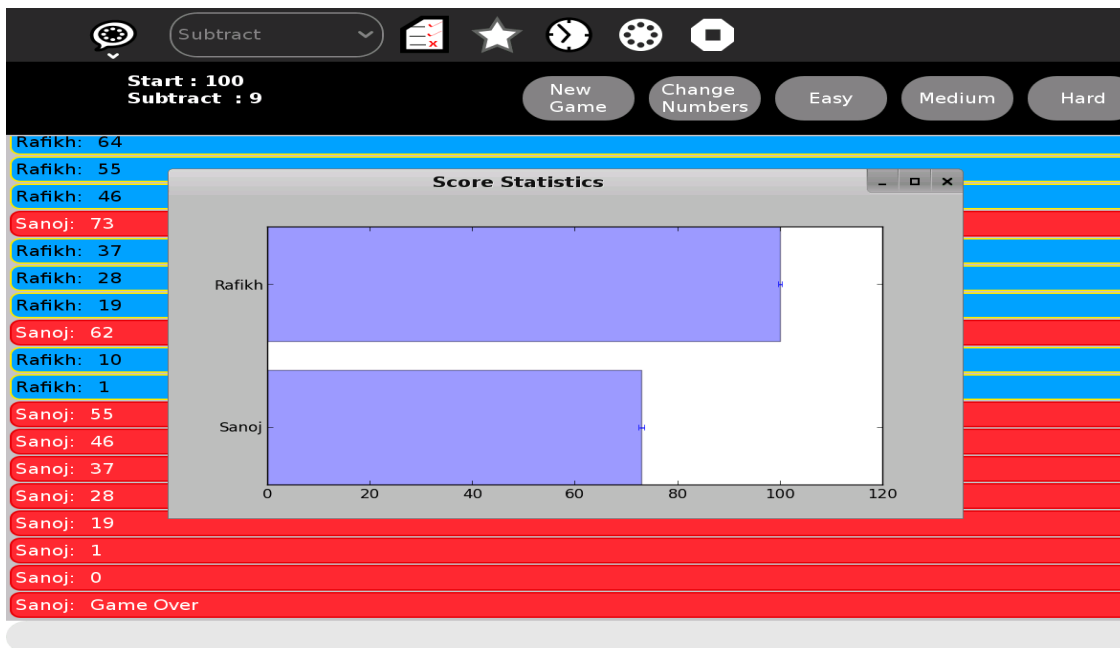 Subtract
Start : 100
Subtract : 9
New Game
Change Numbers
Easy
Medium
Hard
Rafikh: 64
Rafikh: 55
Rafikh: 46
Sanoj: 73
Rafikh: 37
Rafikh: 28
Rafikh: 19
Sanoj: 62
Rafikh: 10
Rafikh: 1
Sanoj: 55
Sanoj: 46
Sanoj: 37
Sanoj: 28
Sanoj: 19
Sanoj: 1
Sanoj: 0
Sanoj: Game Over
Score Statistics
Rafikh
Sanoj
0 20 40 60 80 100 120